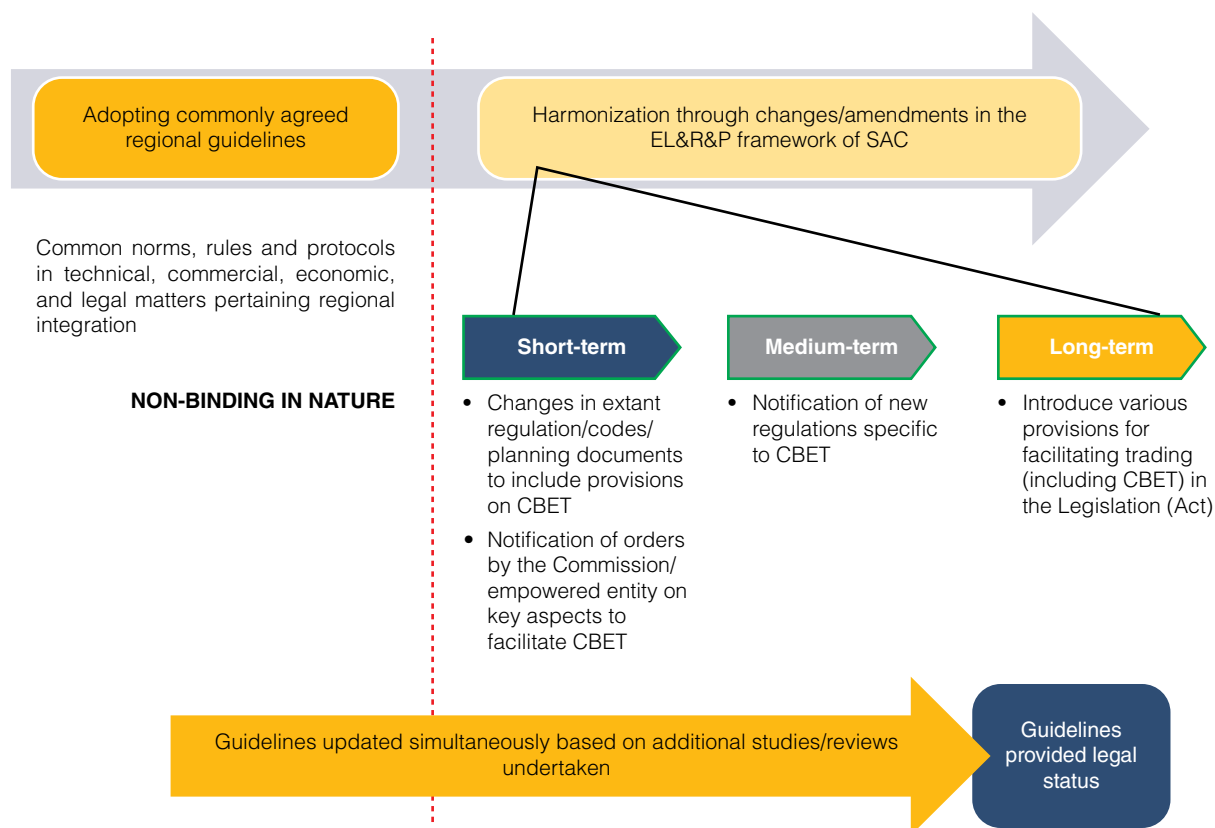 Adopting commonly agreed
regional guidelines
Harmonization through changes/amendments in the
EL&R&P framework of SAC
Common norms, rules and protocols
in technical, commercial, economic,
and legal matters pertaining regional
integration
NON-BINDING IN NATURE
Short-term
• Changes in extant
regulation/codes/
planning documents
to include provisions
on CBET
• Notification of orders
by the Commission/
empowered entity on
key aspects to
facilitate CBET
Medium-term
• Notification of new
regulations specific
to CBET
Long-term
• Introduce various
provisions for
facilitating trading
(including CBET) in
the Legislation (Act)
Guidelines updated simultaneously based on additional studies/reviews
undertaken
Guidelines
provided legal
status